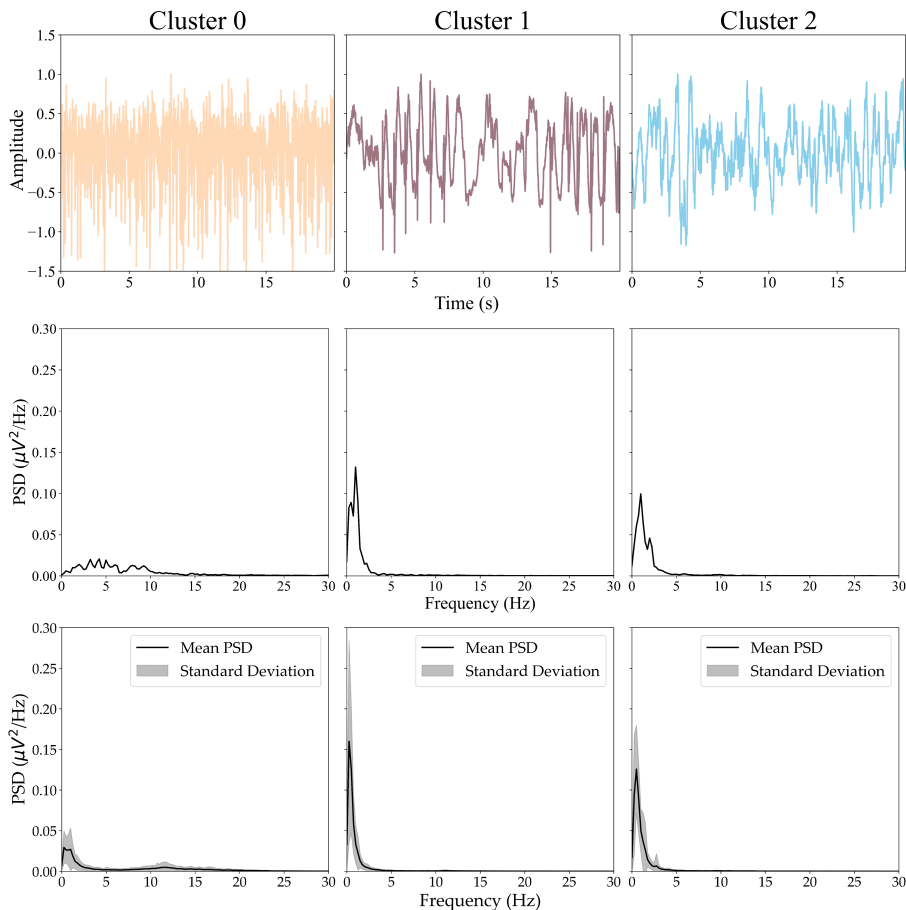 Cluster 0 Cluster 1 Cluster 2
1.5
1.0
0.5
0.0
−0.5
−1.0
−1.5
Amplitude
0 5 10 15 0 5 10 15 0 5 10 15
Time (s)
0.30
0.25
0.20
0.15
0.10
0.05
0.00
PSD (μV²/Hz)
0 5 10 15 20 25 30 0 5 10 15 20 25 30 0 5 10 15 20 25 30
Frequency (Hz)
0.30
0.25
0.20
0.15
0.10
0.05
0.00
PSD (μV²/Hz)
Mean PSD Mean PSD Mean PSD
Standard Deviation Standard Deviation Standard Deviation
0 5 10 15 20 25 30 0 5 10 15 20 25 30 0 5 10 15 20 25 30
Frequency (Hz)